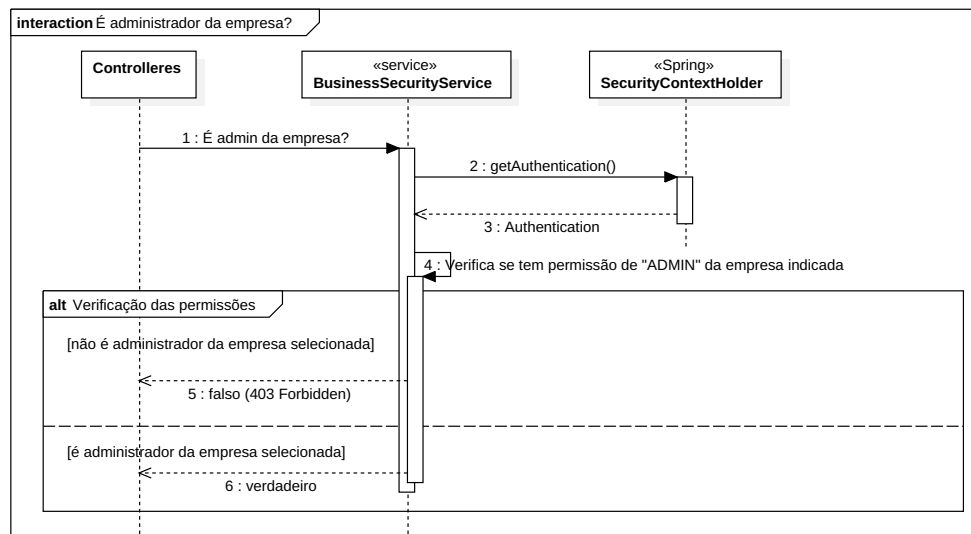 interaction É administrador da empresa?
Controlleres
«service»
BusinessSecurityService
«Spring»
SecurityContextHolder
1 : É admin da empresa?
2 : getAuthentication()
3 : Authentication
4 : Verifica se tem permissão de "ADMIN" da empresa indicada
alt Verificação das permissões
[não é administrador da empresa selecionada]
5 : falso (403 Forbidden)
[é administrador da empresa selecionada]
6 : verdadeiro